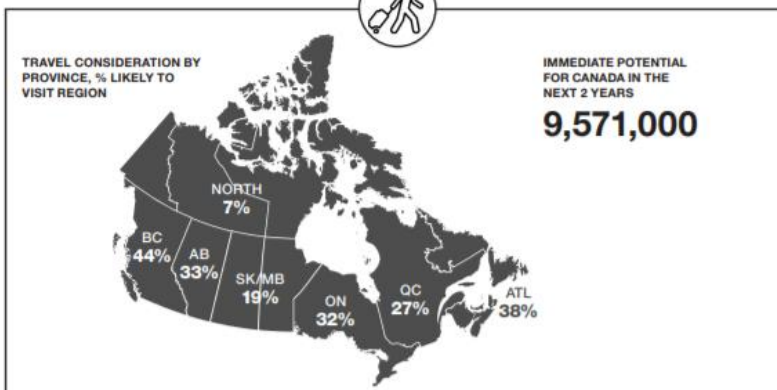 TRAVEL CONSIDERATION BY
PROVINCE, % LIKELY TO
VISIT REGION
IMMEDIATE POTENTIAL
FOR CANADA IN THE
NEXT 2 YEARS
9,571,000
NORTH
7%
BC
44%
AB
33%
SK/MB
19%
ON
32%
QC
27%
ATL
38%